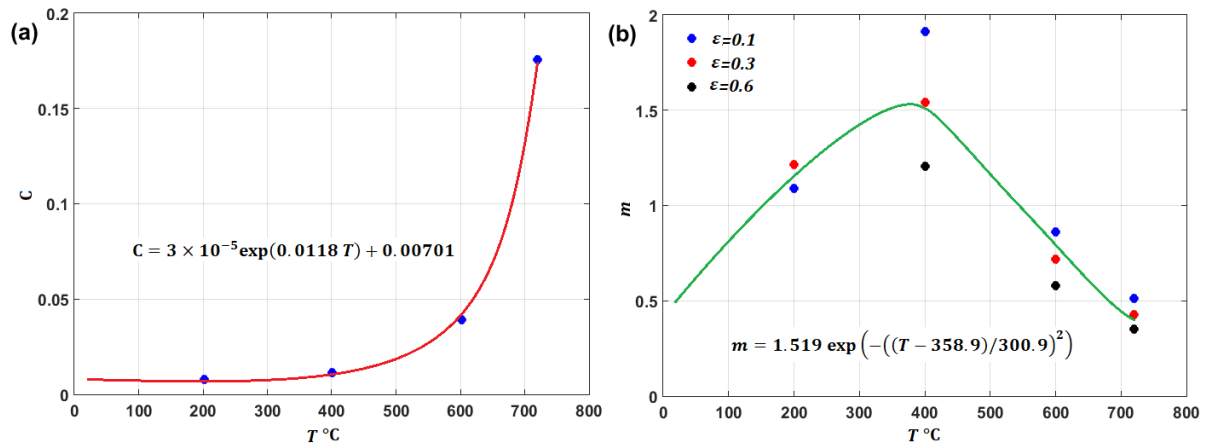 (a)
0.2
0.15
0.1
0.05
0
C
C = 3 × 10⁻⁵exp(0.0118 T) + 0.00701
0 100 200 300 400 500 600 700 800
T °C
(b)
2
1.5
1
0.5
0
m
ε=0.1
ε=0.3
ε=0.6
m = 1.519 exp (−((T − 358.9)/300.9)²)
0 100 200 300 400 500 600 700 800
T °C